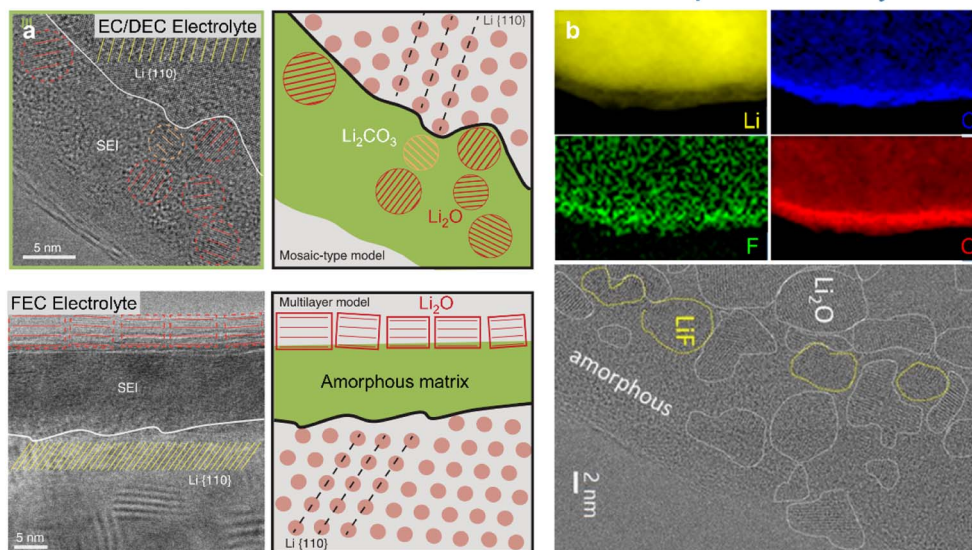 a
EC/DEC Electrolyte
Li {110}
SEI
5 nm
Li {110}
Li₂CO₃
Li₂O
Mosaic-type model
FEC Electrolyte
SEI
Li {110}
5 nm
Multilayer model
Li₂O
Amorphous matrix
Li {110}
b
Li
F
Li₂O
LiF
amorphous
2 nm